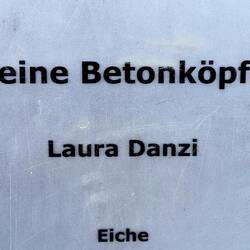 eine Betonköpf
Laura Danzi
Eiche